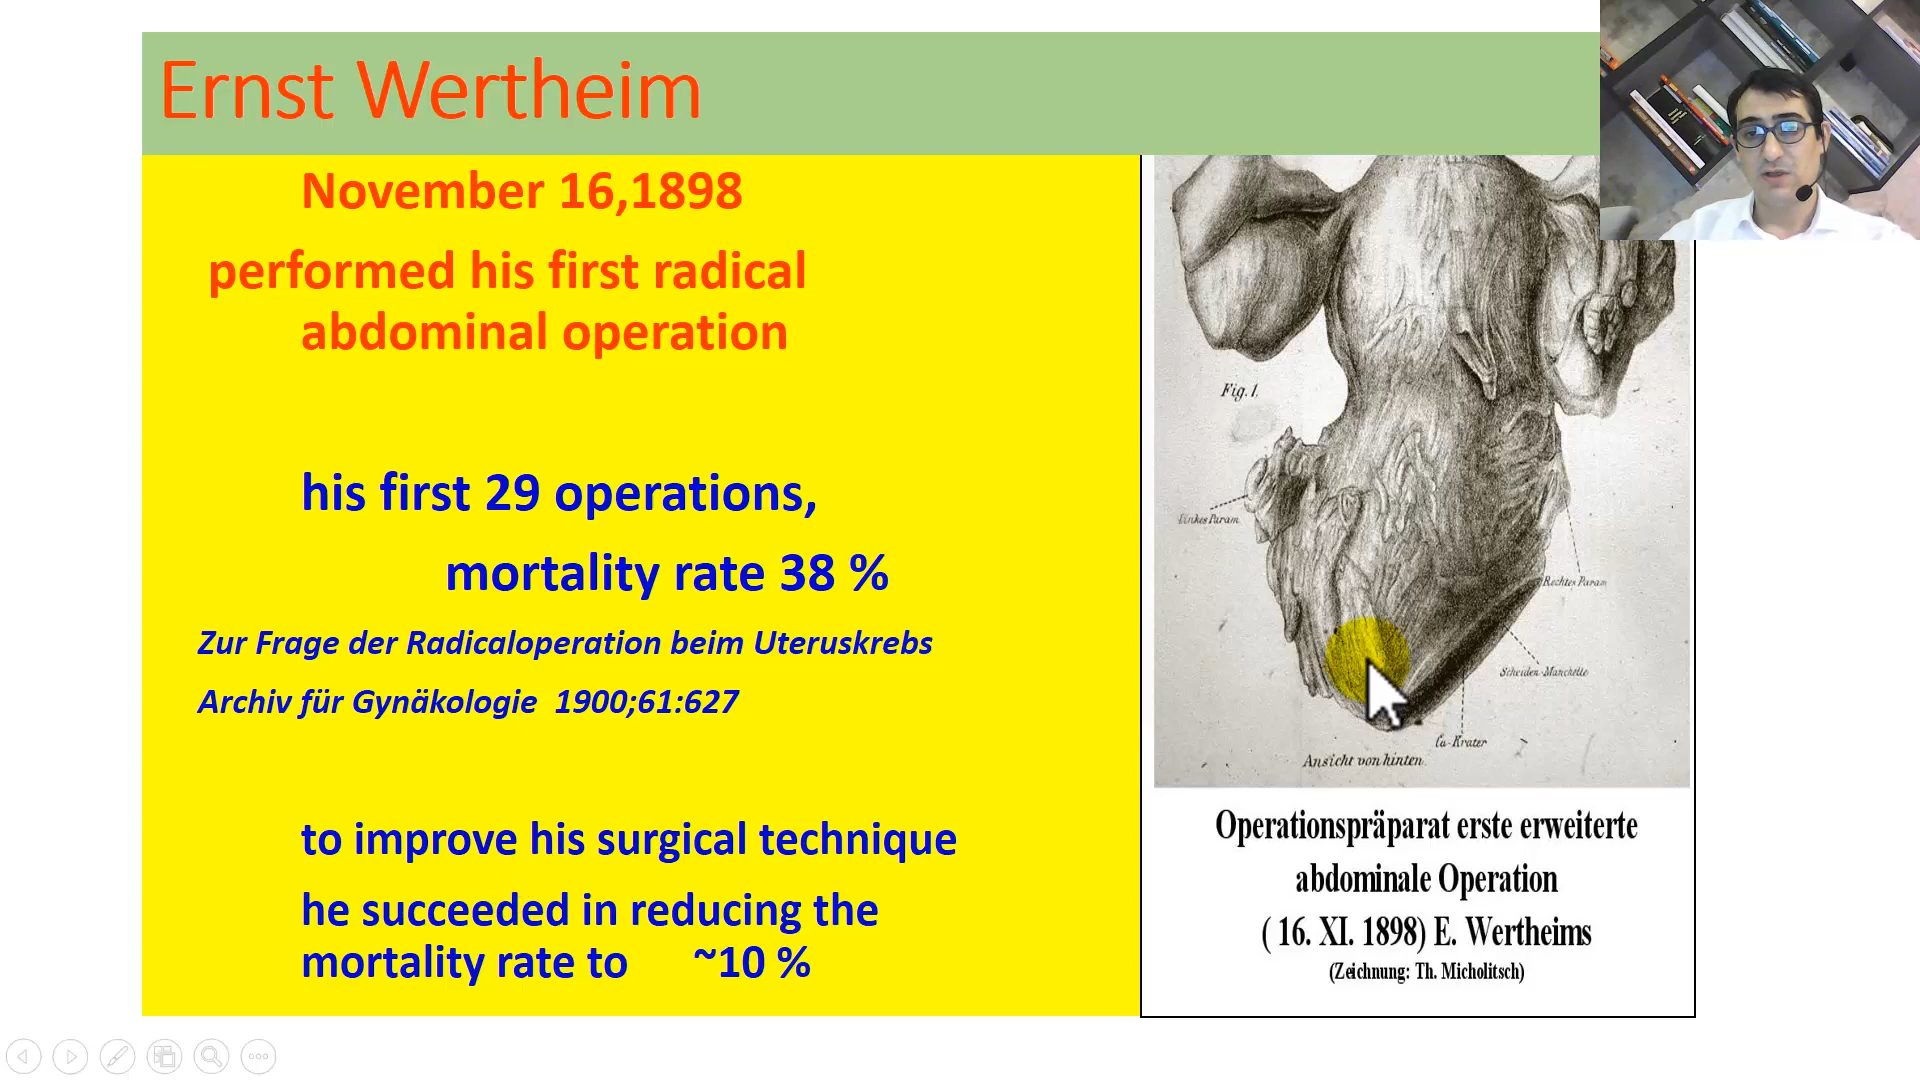 Ernst Wertheim
November 16,1898
performed his first radical
abdominal operation
his first 29 operations,
mortality rate 38 %
Zur Frage der Radicaloperation beim Uteruskrebs
Archiv für Gynäkologie 1900;61:627
to improve his surgical technique
he succeeded in reducing the
mortality rate to ~10 %
Fig. 1.
Linkes Param.
Rechtes Param
Scheiden-Manchette
Ca-Krater
Ansicht von hinten.
Operationspräparat erste erweiterte
abdominale Operation
( 16. XI. 1898) E. Wertheims
(Zeichnung: Th. Micholitsch)